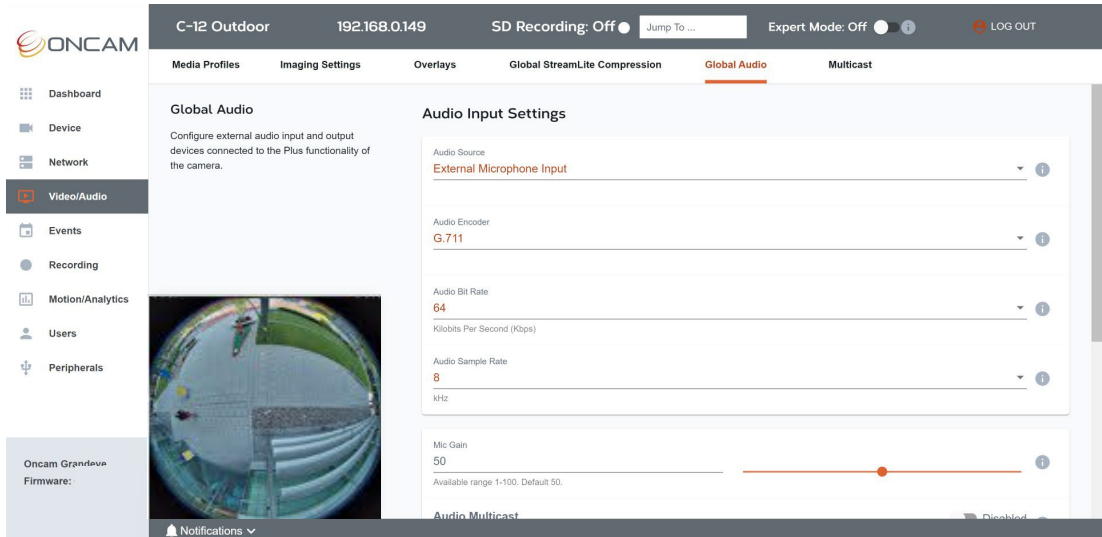 ONCAM
C-12 Outdoor
192.168.0.149
SD Recording: Off
Jump To ...
Expert Mode: Off
LOG OUT
Media Profiles
Imaging Settings
Overlays
Global StreamLite Compression
Global Audio
Multicast
Dashboard
Device
Network
Video/Audio
Events
Recording
Motion/Analytics
Users
Peripherals
Oncam Grandeye
Firmware:
Global Audio
Configure external audio input and output
devices connected to the Plus functionality of
the camera.
Audio Input Settings
Audio Source
External Microphone Input
Audio Encoder
G.711
Audio Bit Rate
64
Kilobits Per Second (Kbps)
Audio Sample Rate
8
kHz
Mic Gain
50
Available range 1-100. Default 50.
Audio Multicast
Disabled
Notifications